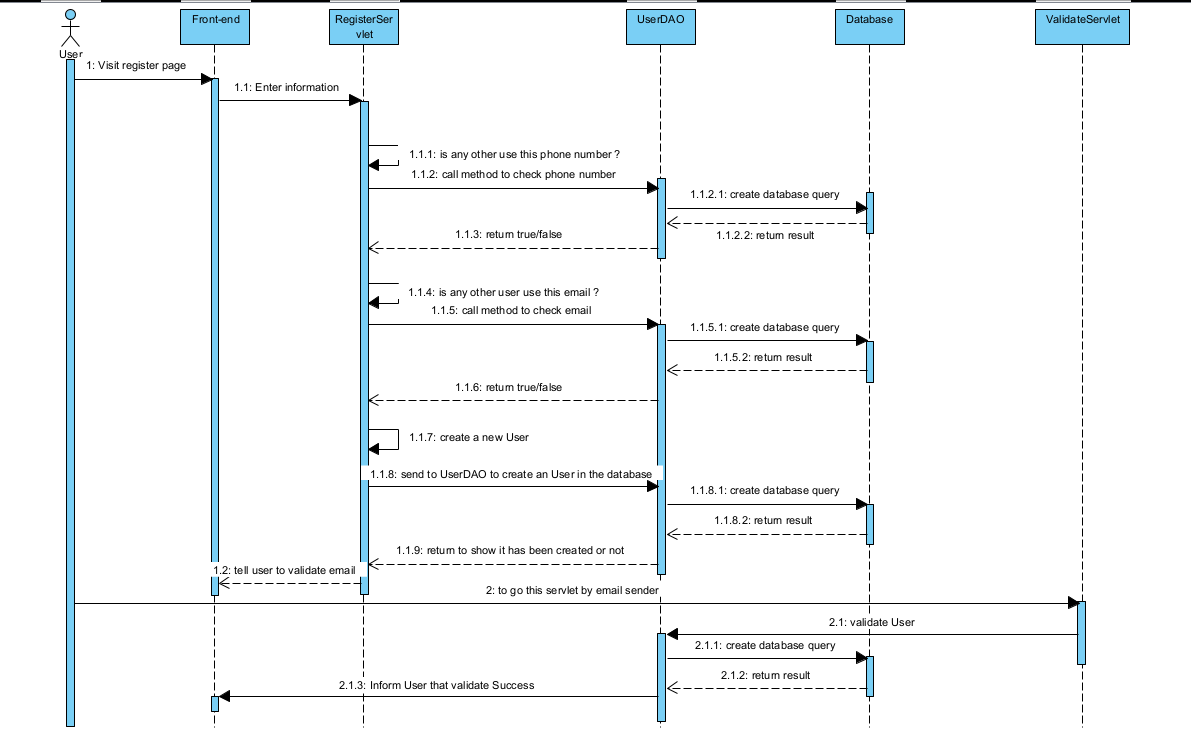 Front-end
RegisterSer
vlet
UserDAO
Database
ValidateServlet
User
1: Visit register page
1.1: Enter information
1.1.1: is any other use this phone number ?
1.1.2: call method to check phone number
1.1.2.1: create database query
1.1.2.2: return result
1.1.3: return true/false
1.1.4: is any other user use this email ?
1.1.5: call method to check email
1.1.5.1: create database query
1.1.5.2: return result
1.1.6: return true/false
1.1.7: create a new User
1.1.8: send to UserDAO to create an User in the database
1.1.8.1: create database query
1.1.8.2: return result
1.1.9: return to show it has been created or not
1.2: tell user to validate email
2: to go this servlet by email sender
2.1: validate User
2.1.1: create database query
2.1.2: return result
2.1.3: Inform User that validate Success